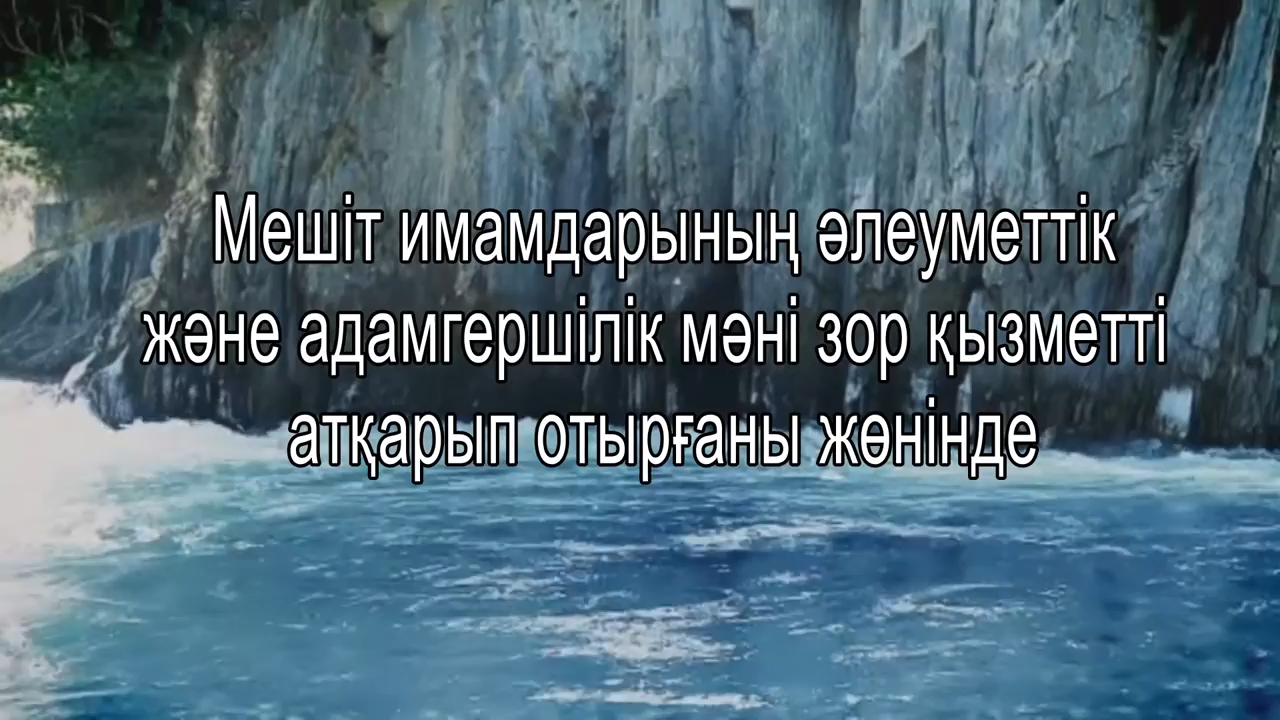 Мешіт имамдарының әлеуметтік
және адамгершілік мәні зор қызметті
атқарып отырғаны жөнінде